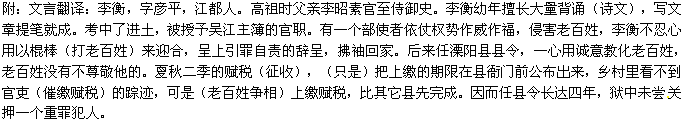 附：文言翻译：李衡，字彦平，江都人。高祖时父亲李昭素官至侍御史。李衡幼年擅长大量背诵（诗文），写文
章提笔就成。考中了进土，被授予吴江主簿的官职。有一个部使者依仗权势作威作福，侵害老百姓，李衡不忍心
用以棍棒（打老百姓）来迎合，呈上引罪自责的辞呈，拂袖回家。后来任溧阳县县令，一心用诚意教化老百姓，
老百姓没有不尊敬他的。夏秋二季的赋税（征收），（只是）把上缴的期限在县衙门前公布出来，乡村里看不到
官吏（催缴赋税）的踪迹，可是（老百姓争相）上缴赋税，比其它县先完成。因而任县令长达四年，狱中未尝关
押一个重罪犯人。